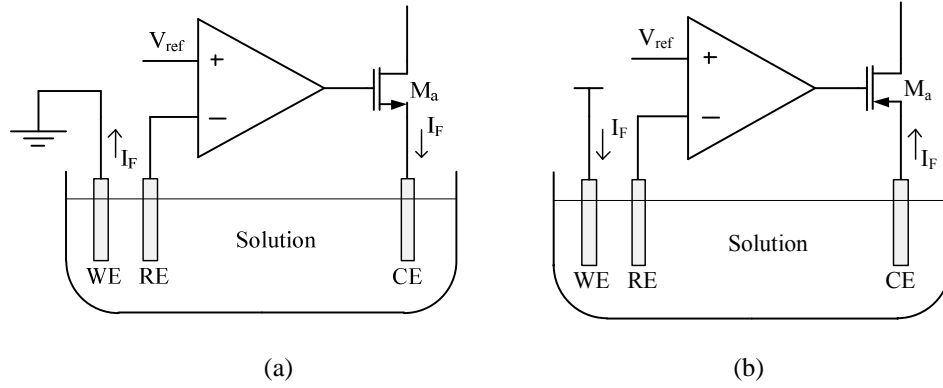 V_ref
+
−
M_a
I_F
I_F
Solution
WE
RE
CE
(a)
V_ref
+
−
M_a
I_F
I_F
Solution
WE
RE
CE
(b)